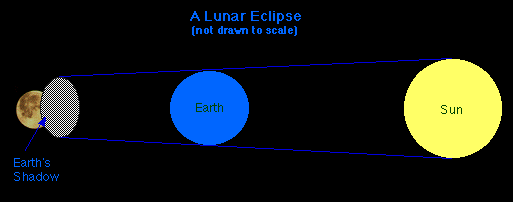 A Lunar Eclipse
(not drawn to scale)
Earth
Sun
Earth's
Shadow